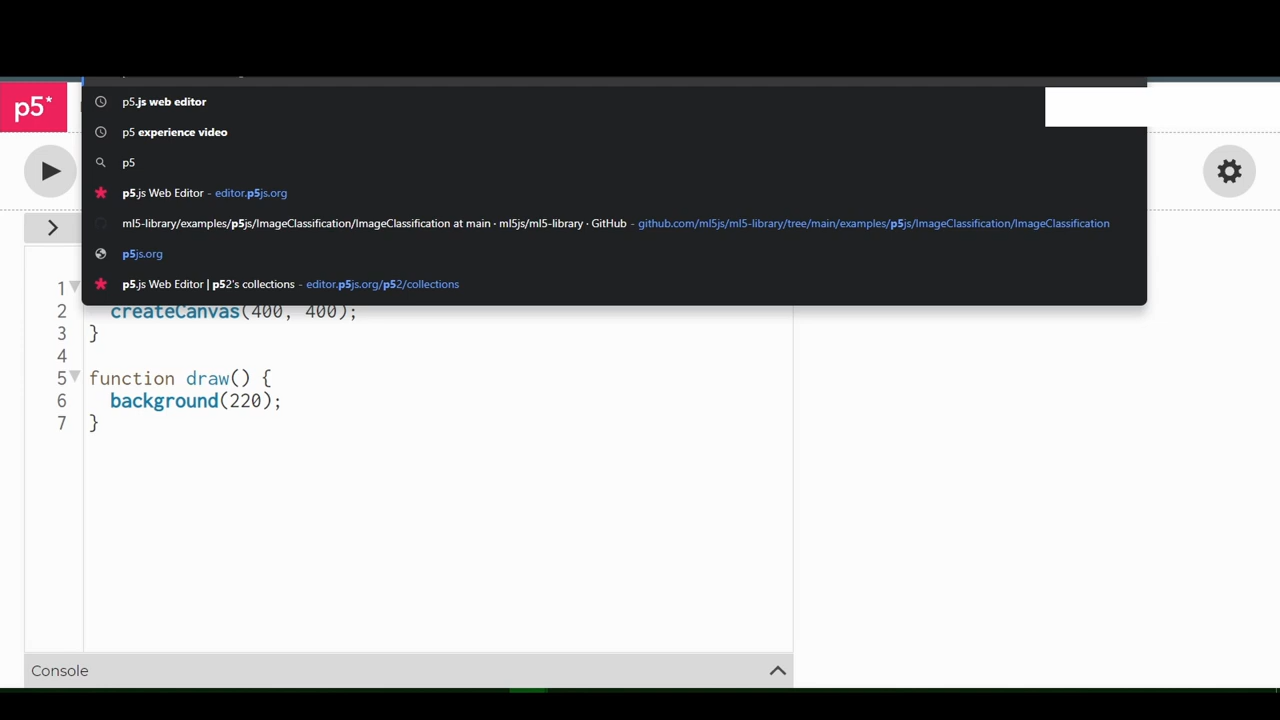 p5*
p5.js web editor
p5 experience video
p5
p5.js Web Editor - editor.p5js.org
ml5-library/examples/p5js/ImageClassification/ImageClassification at main · ml5js/ml5-library · GitHub - github.com/ml5js/ml5-library/tree/main/examples/p5js/ImageClassification/ImageClassification
p5js.org
p5.js Web Editor | p52's collections - editor.p5js.org/p52/collections
1
2 createCanvas(400, 400);
3 }
4
5 function draw() {
6 background(220);
7 }
Console